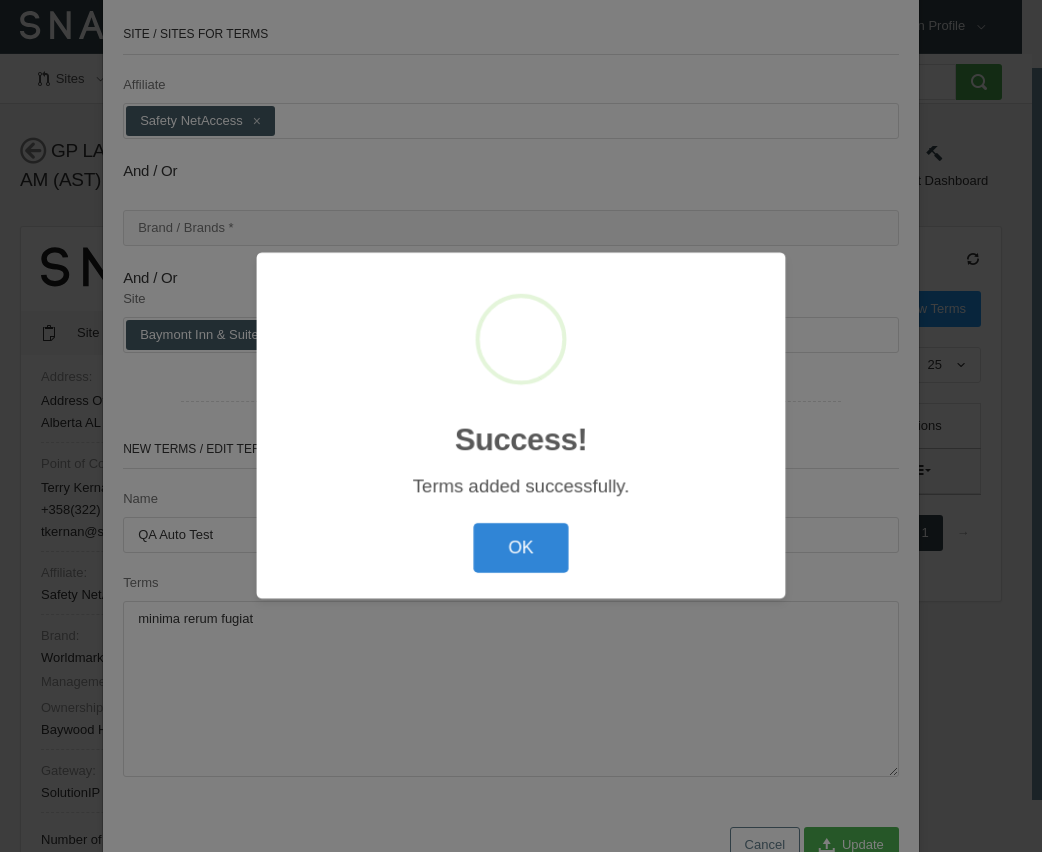 SNA
n Profile
SITE / SITES FOR TERMS
Sites
Affiliate
Safety NetAccess ×
GP LA
AM (AST)
And / Or
t Dashboard
Brand / Brands *
SN
And / Or
Site
Site
Baymont Inn & Suite
w Terms
25
Address:
Address O
Alberta AL
Success!
ions
NEW TERMS / EDIT TER
Point of Co
Terry Kerna
+358(322)
tkernan@s
Terms added successfully.
Name
QA Auto Test
1 →
OK
Affiliate:
Safety Net
Terms
minima rerum fugiat
Brand:
Worldmark
Manageme
Ownership
Baywood H
Gateway:
SolutionIP
Number of
Cancel
Update